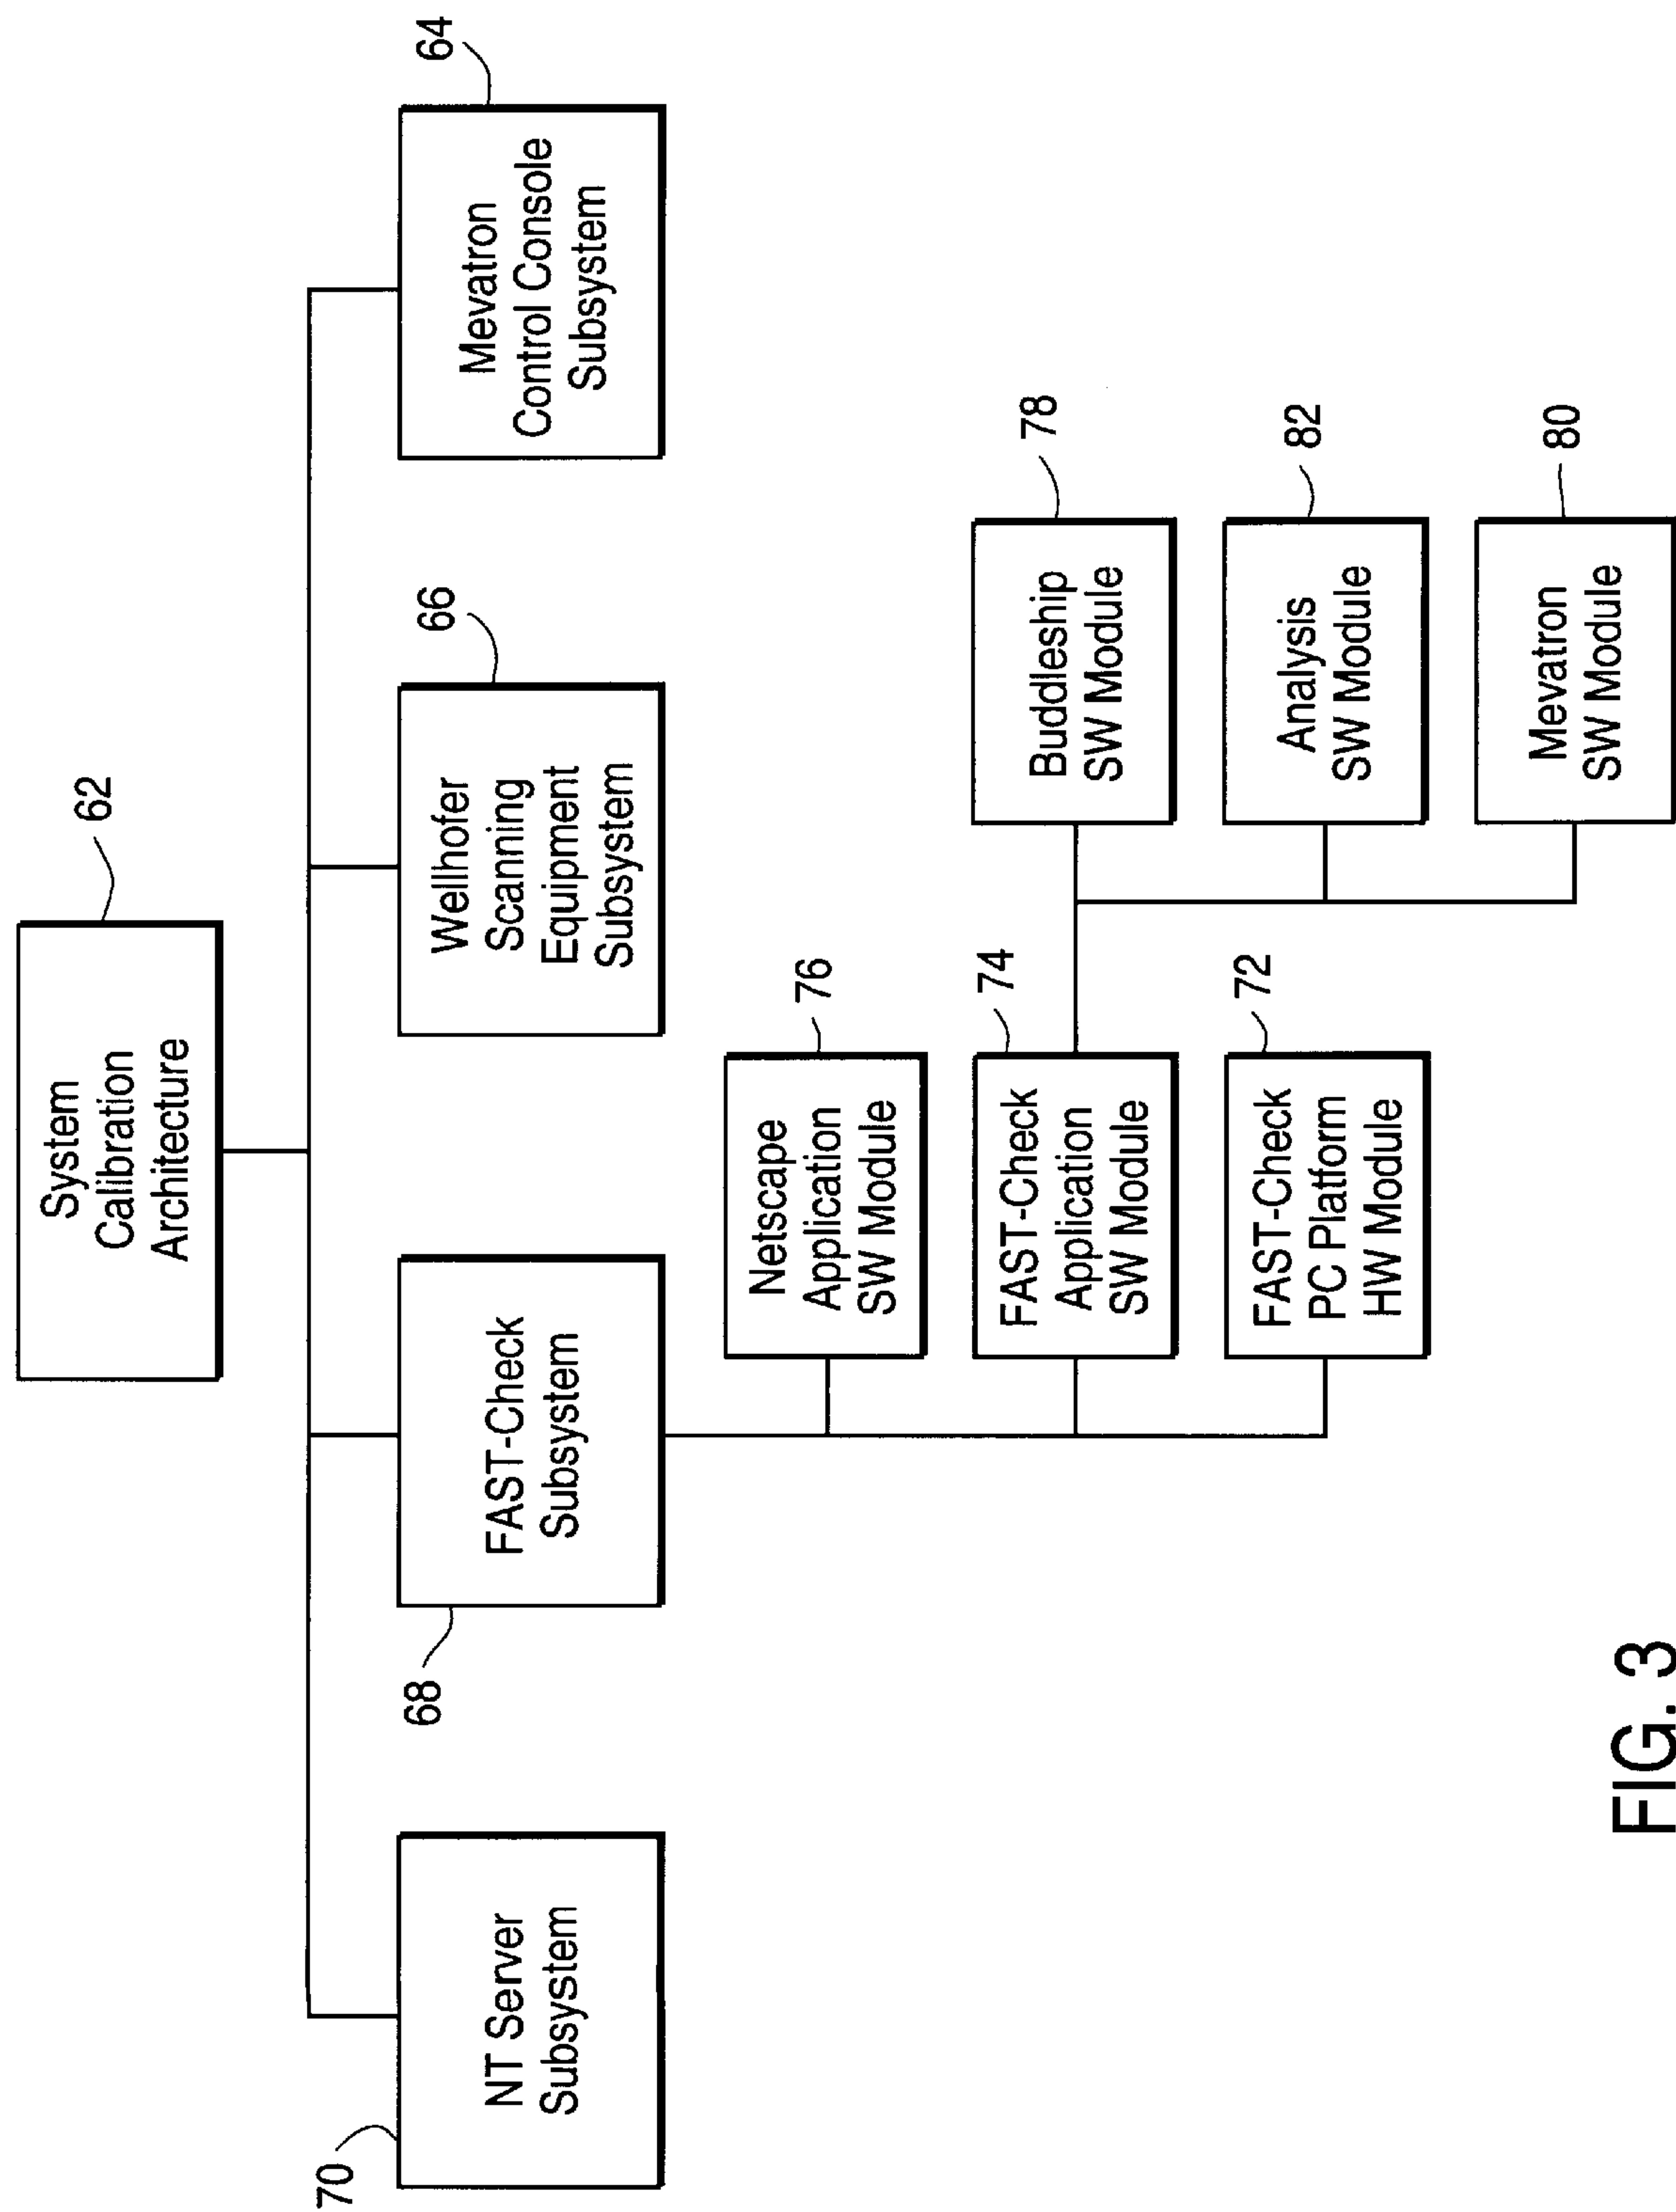 System
Calibration
Architecture
62
NT Server
Subsystem
70
FAST-Check
Subsystem
68
Wellhofer
Scanning
Equipment
Subsystem
66
Mevatron
Control Console
Subsystem
64
Netscape
Application
SW Module
76
FAST-Check
Application
SW Module
74
FAST-Check
PC Platform
HW Module
72
Buddleship
SW Module
78
Analysis
SW Module
82
Mevatron
SW Module
80
FIG. 3